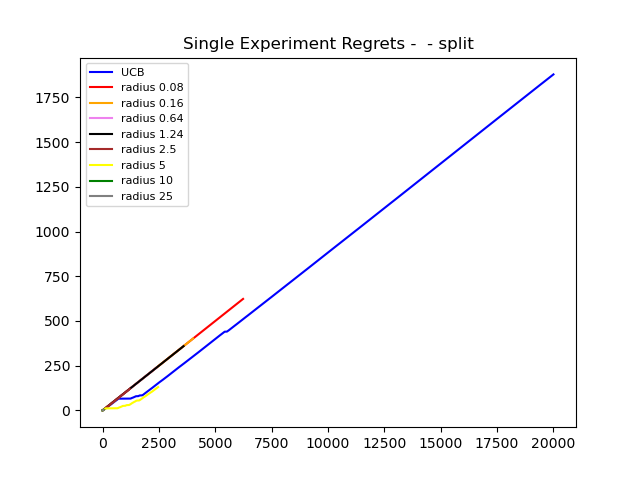 Single Experiment Regrets -  - split
UCB
radius 0.08
radius 0.16
radius 0.64
radius 1.24
radius 2.5
radius 5
radius 10
radius 25
1750
1500
1250
1000
750
500
250
0
0 2500 5000 7500 10000 12500 15000 17500 20000